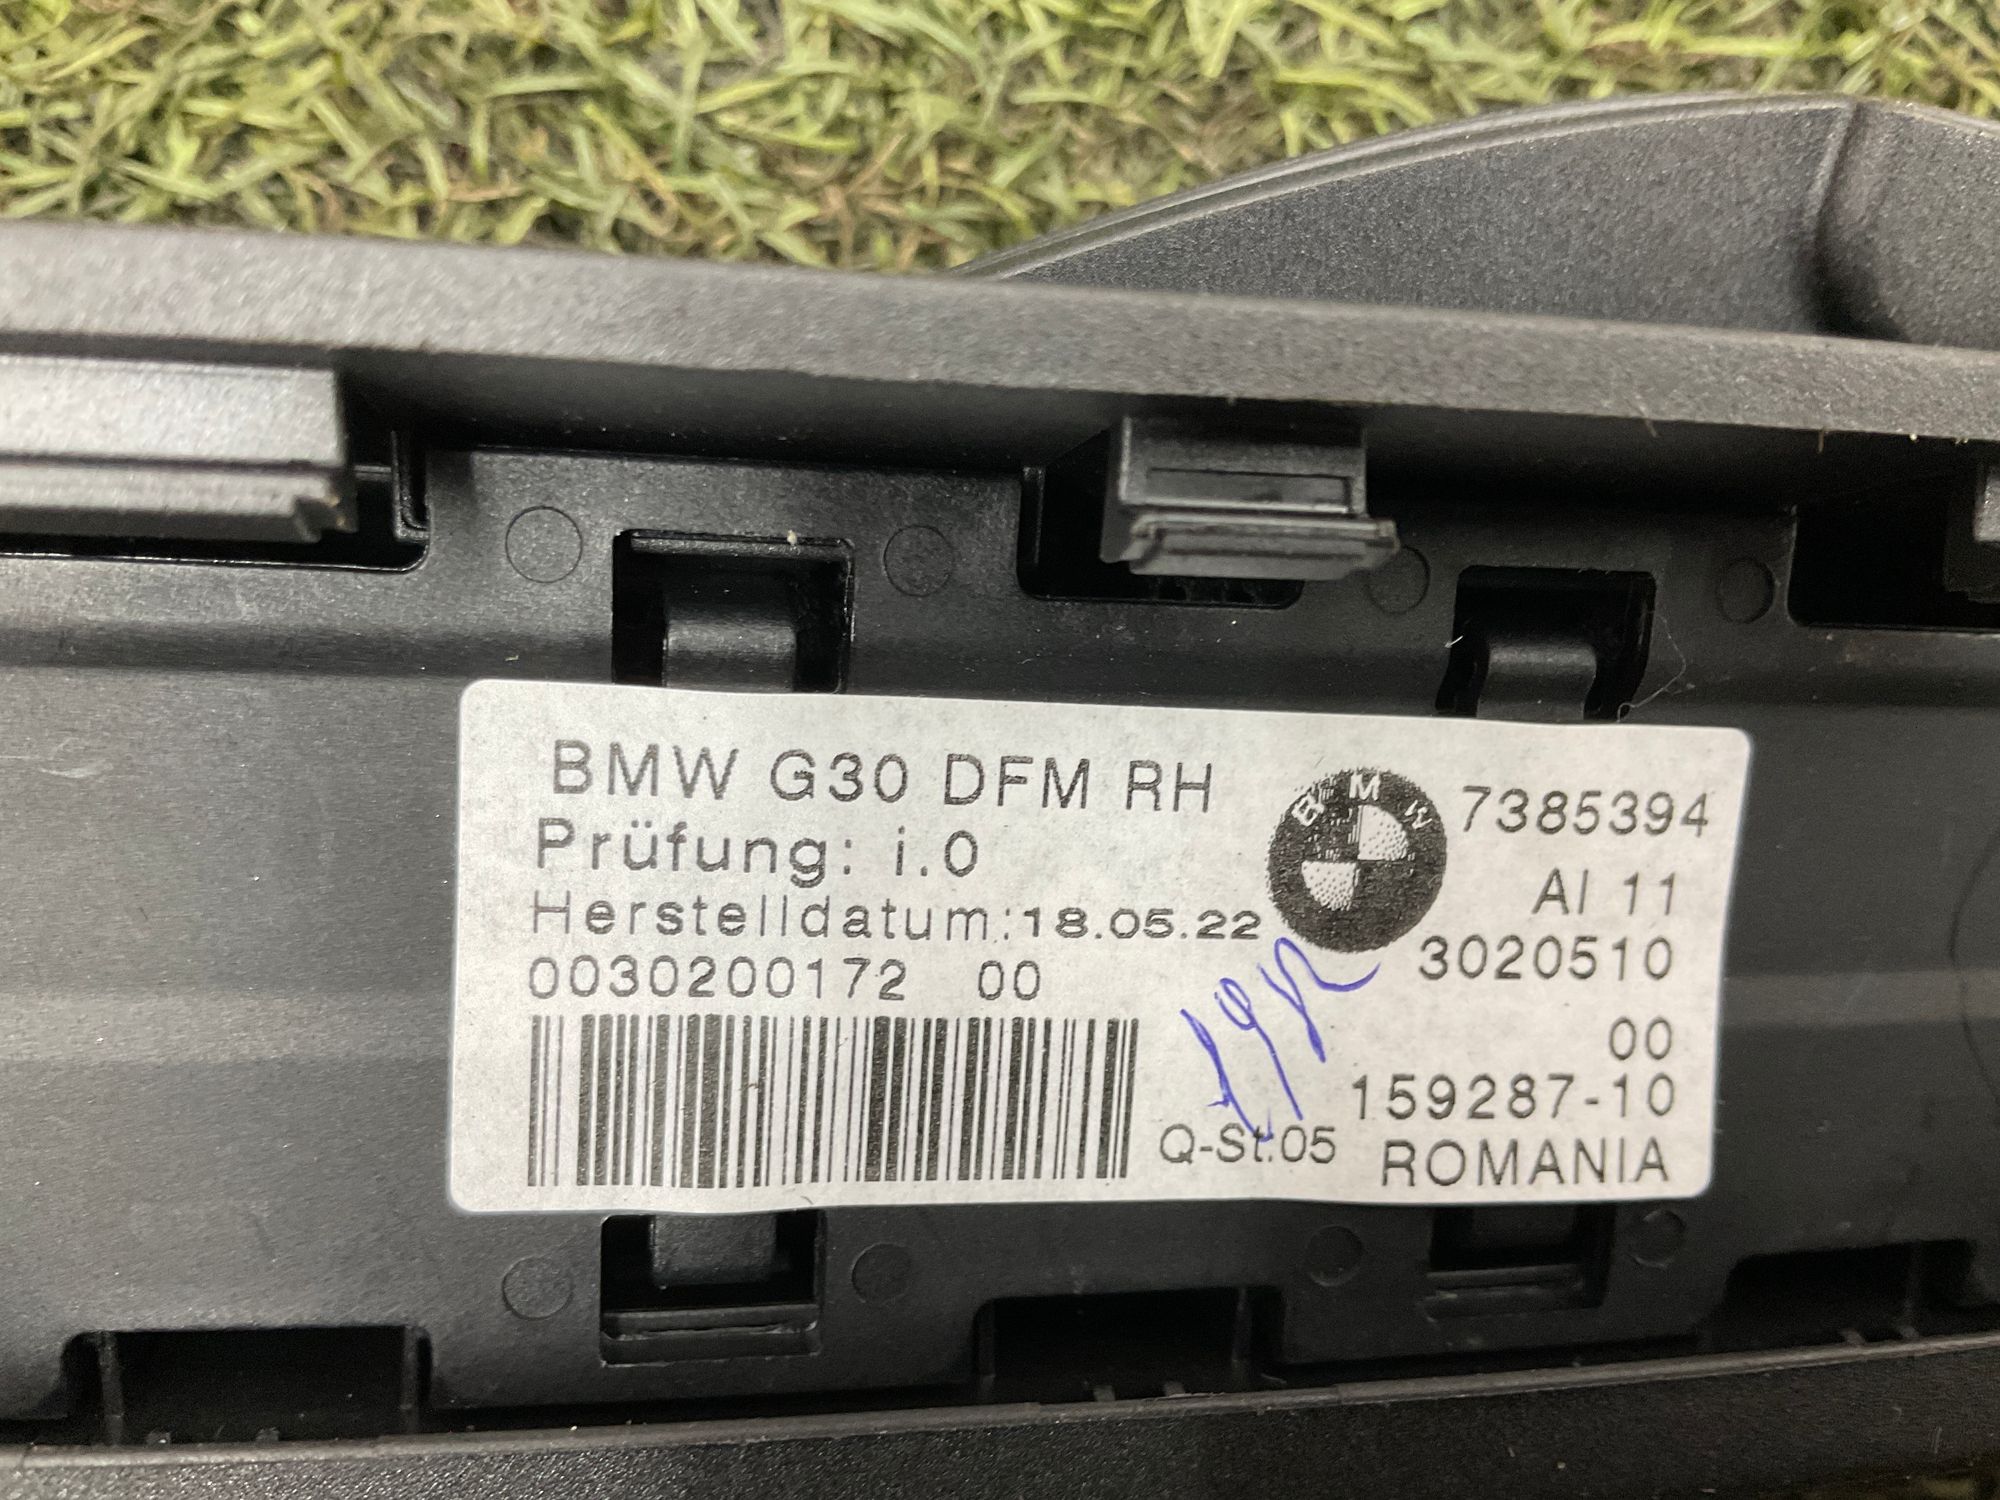 BMW G30 DFM RH
Prüfung: i.O
Herstelldatum:18.05.22
0030200172 00
BMW
7385394
AI 11
3020510
00
159287-10
Q-St.05
ROMANIA